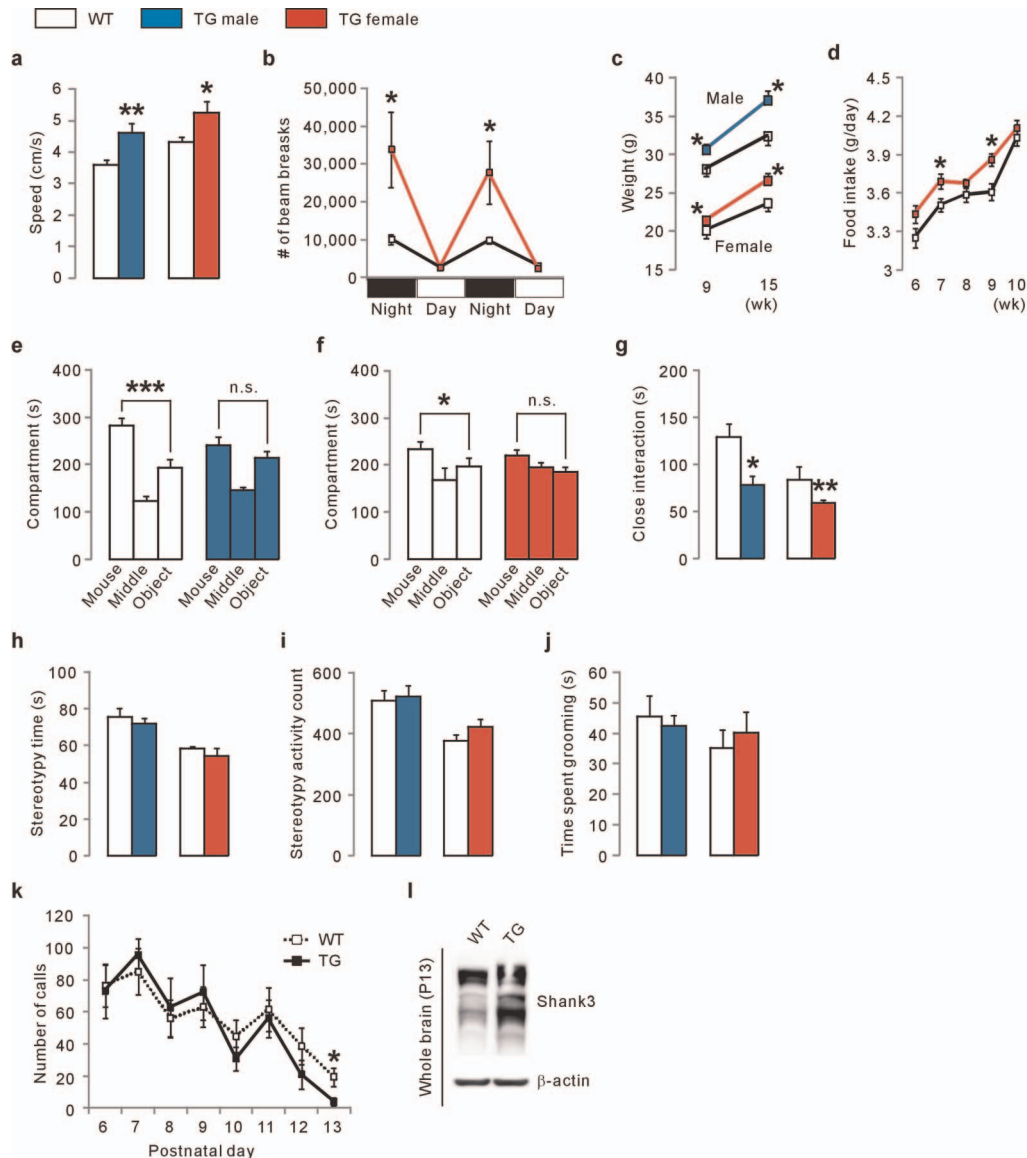 WT TG male TG female
a
Speed (cm/s)
6
5
4
3
2
1
0
**
*
b
# of beam breasks
50,000
40,000
30,000
20,000
10,000
0
*
*
Night Day Night Day
c
Weight (g)
40
35
30
25
20
15
Male
Female
*
*
*
*
9 15
(wk)
d
Food intake (g/day)
4.5
4.2
3.9
3.6
3.3
3
*
*
6 7 8 9 10
(wk)
e
Compartment (s)
400
300
200
100
0
***
n.s.
Mouse Middle Object Mouse Middle Object
f
Compartment (s)
400
300
200
100
0
*
n.s.
Mouse Middle Object Mouse Middle Object
g
Close interaction (s)
200
150
100
50
0
*
**
h
Stereotypy time (s)
100
80
60
40
20
0
i
Stereotypy activity count
600
400
600
0
j
Time spent grooming (s)
60
50
40
30
20
10
0
k
Number of calls
120
100
80
60
40
20
0
WT
TG
*
6 7 8 9 10 11 12 13
Postnatal day
l
Whole brain (P13)
WT TG
Shank3
β-actin